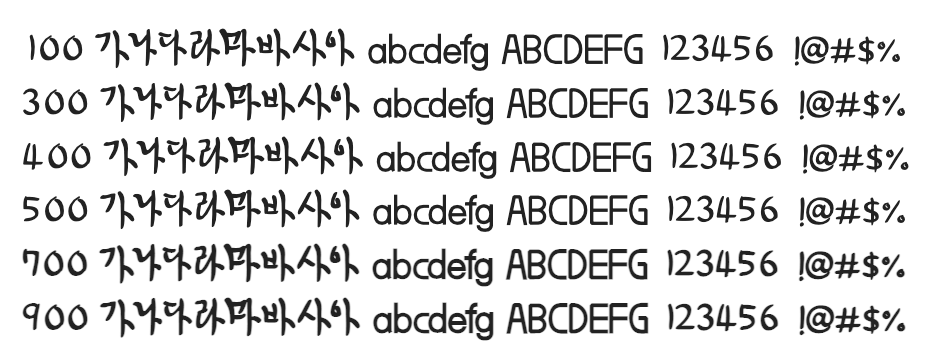 100 가나다라마바사아 abcdefg ABCDEFG 123456 !@#$%
300 가나다라마바사아 abcdefg ABCDEFG 123456 !@#$%
400 가나다라마바사아 abcdefg ABCDEFG 123456 !@#$%
500 가나다라마바사아 abcdefg ABCDEFG 123456 !@#$%
700 가나다라마바사아 abcdefg ABCDEFG 123456 !@#$%
900 가나다라마바사아 abcdefg ABCDEFG 123456 !@#$%